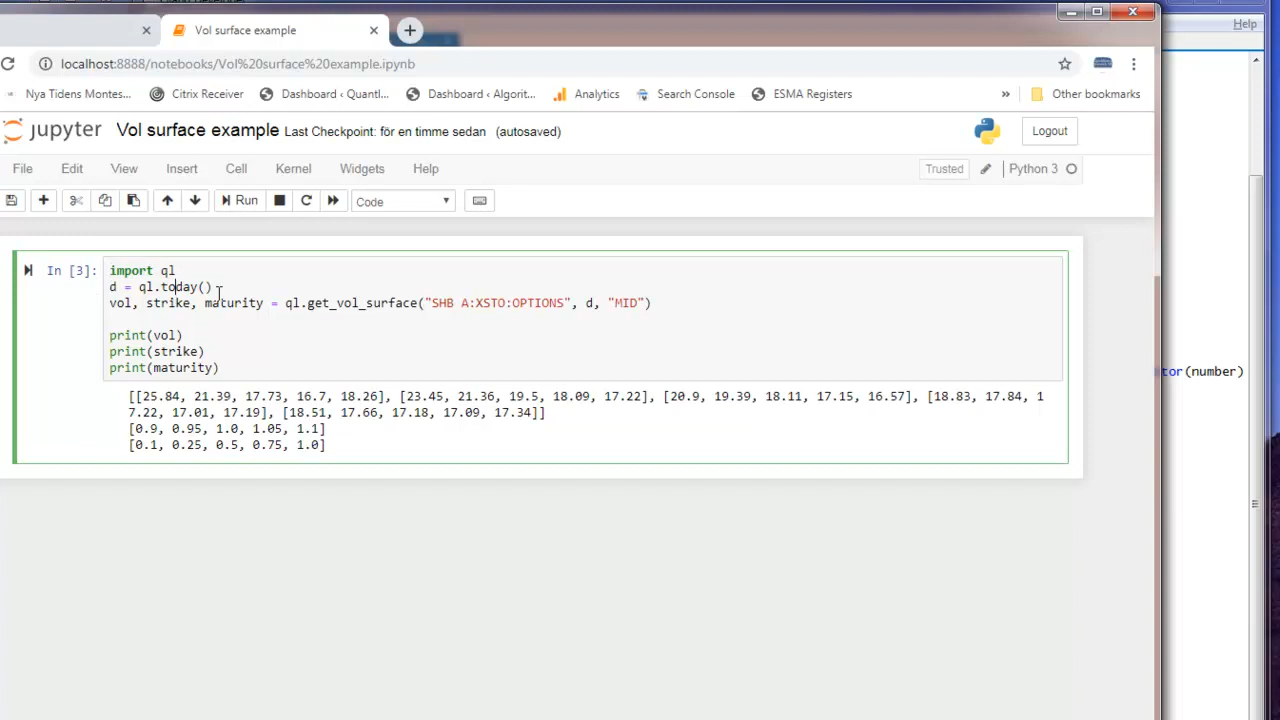 Help
Vol surface example
localhost:8888/notebooks/Vol%20surface%20example.ipynb
Nya Tidens Montes... Citrix Receiver Dashboard ‹ Quantl... Dashboard ‹ Algorit... Analytics Search Console ESMA Registers » Other bookmarks
jupyter Vol surface example Last Checkpoint: för en timme sedan (autosaved) Logout
File Edit View Insert Cell Kernel Widgets Help Trusted Python 3
Run Code
In [3]: import ql
d = ql.today()
vol, strike, maturity = ql.get_vol_surface("SHB A:XSTO:OPTIONS", d, "MID")
print(vol)
print(strike)
print(maturity)
tor(number)
[[25.84, 21.39, 17.73, 16.7, 18.26], [23.45, 21.36, 19.5, 18.09, 17.22], [20.9, 19.39, 18.11, 17.15, 16.57], [18.83, 17.84, 1
7.22, 17.01, 17.19], [18.51, 17.66, 17.18, 17.09, 17.34]]
[0.9, 0.95, 1.0, 1.05, 1.1]
[0.1, 0.25, 0.5, 0.75, 1.0]